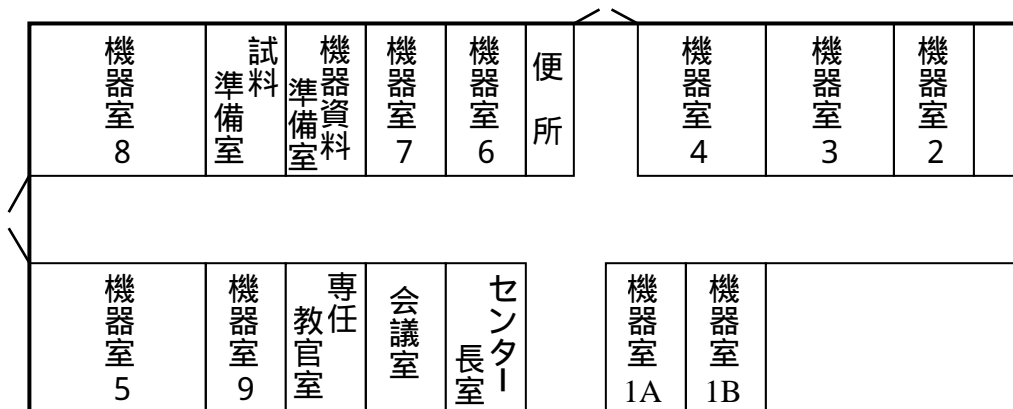 機器室8
試料
準備室
機器資料
準備室
機器室7
機器室6
便所
機器室4
機器室3
機器室2
機器室5
機器室9
専任
教官室
会議室
センター
長室
機器室1A
機器室1B